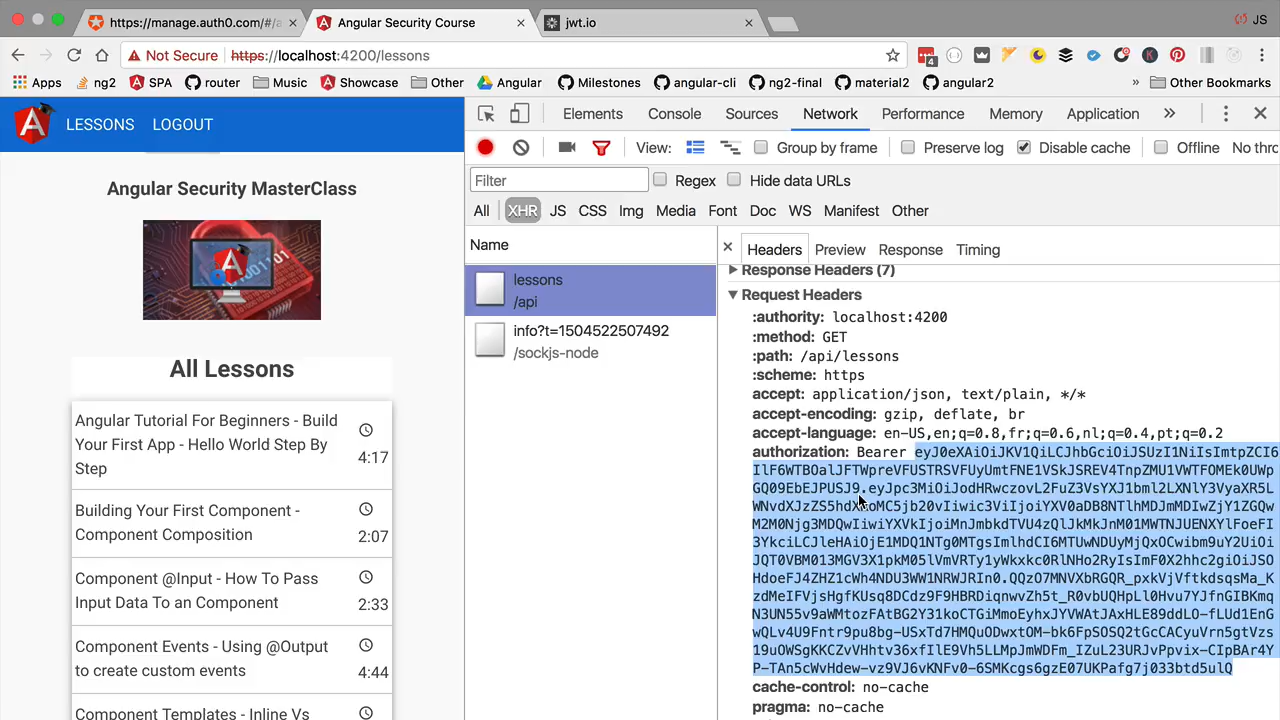 https://manage.auth0.com/#/a
Angular Security Course
jwt.io
JS
Not Secure
https://localhost:4200/lessons
4
Apps
ng2
SPA
router
Music
Showcase
Other
Angular
Milestones
angular-cli
ng2-final
material2
angular2
»
Other Bookmarks
LESSONS
LOGOUT
Angular Security MasterClass
All Lessons
Angular Tutorial For Beginners - Build
Your First App - Hello World Step By
Step
4:17
Building Your First Component -
Component Composition
2:07
Component @Input - How To Pass
Input Data To an Component
2:33
Component Events - Using @Output
to create custom events
4:44
Component Templates - Inline Vs
Elements
Console
Sources
Network
Performance
Memory
Application
»
View:
Group by frame
Preserve log
Disable cache
Offline
No thro
Filter
Regex
Hide data URLs
All
XHR
JS
CSS
Img
Media
Font
Doc
WS
Manifest
Other
Name
lessons
/api
info?t=1504522507492
/sockjs-node
Headers
Preview
Response
Timing
Response Headers (7)
Request Headers
:authority: localhost:4200
:method: GET
:path: /api/lessons
:scheme: https
accept: application/json, text/plain, */*
accept-encoding: gzip, deflate, br
accept-language: en-US,en;q=0.8,fr;q=0.6,nl;q=0.4,pt;q=0.2
authorization: Bearer
cache-control: no-cache
pragma: no-cache